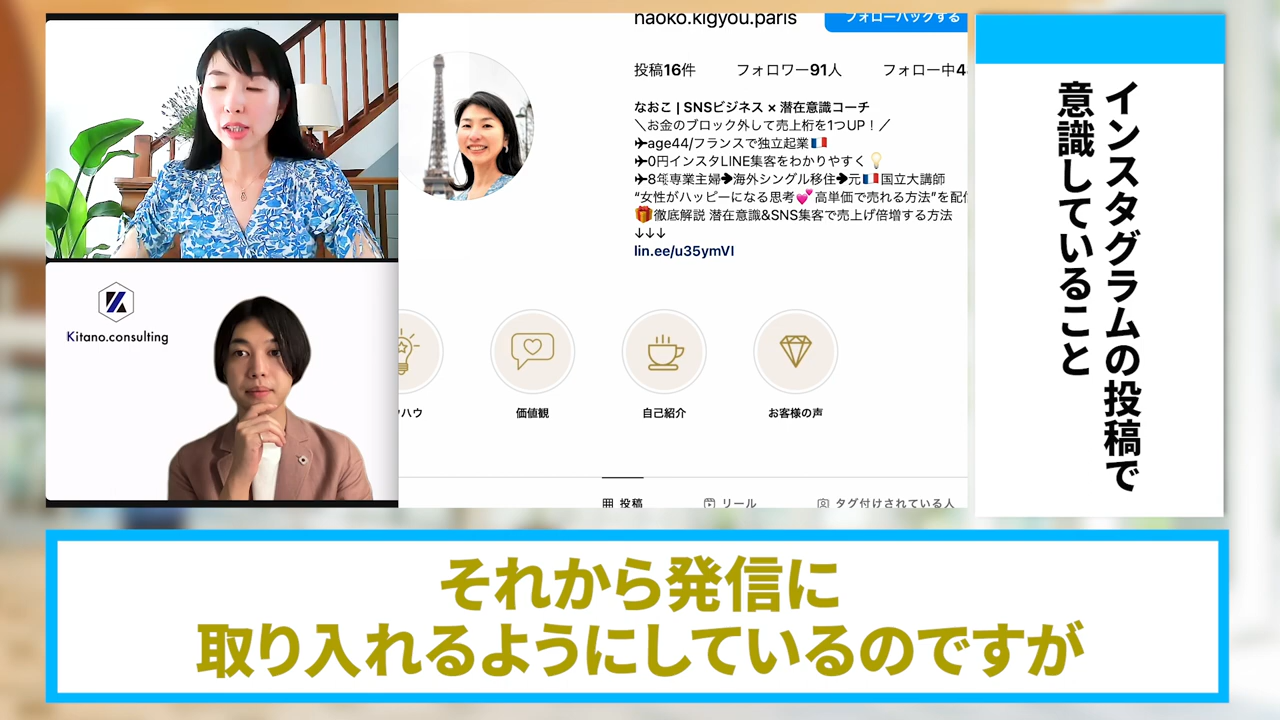 naoko.kigyou.paris
フォローバックする
投稿16件 フォロワー91人 フォロー中4
なおこ | SNSビジネス × 潜在意識コーチ
＼お金のブロック外して売上桁を1つUP！／
✈age44/フランスで独立起業🇫🇷
✈0円インスタLINE集客をわかりやすく💡
✈8年専業主婦➔海外シングル移住➔元🇫🇷国立大講師
“女性がハッピーになる思考💕高単価で売れる方法”を配信
🎁徹底解説 潜在意識&SNS集客で売上げ倍増する方法
↓↓↓
lin.ee/u35ymVI
Kitano.consulting
ハウ
価値観
自己紹介
お客様の声
投稿
リール
タグ付けされている人
インスタグラムの投稿で
意識していること
それから発信に
取り入れるようにしているのですが